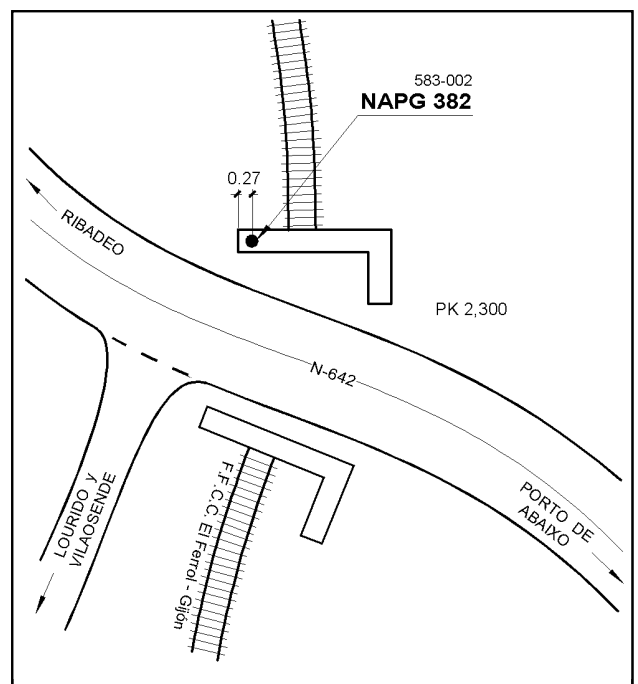 583-002
NAPG 382
0.27
RIBADEO
PK 2,300
N-642
PORTO DE
ABAIXO
LOURIDO y
VILAOSENDE
F.F.C.C. El Ferrol - Gijón